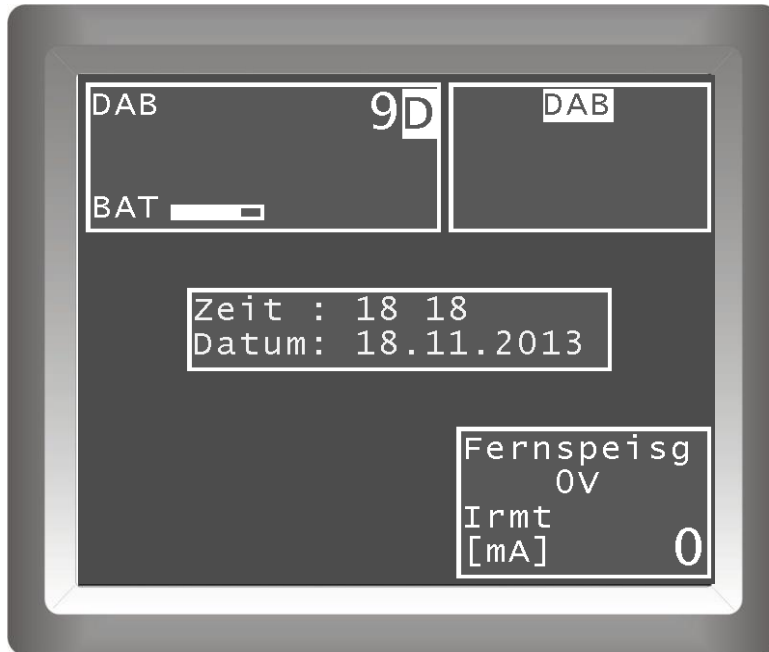 DAB 9D
BAT
DAB
Zeit : 18 18
Datum: 18.11.2013
Fernspeisg
0V
Irmt
[mA] 0